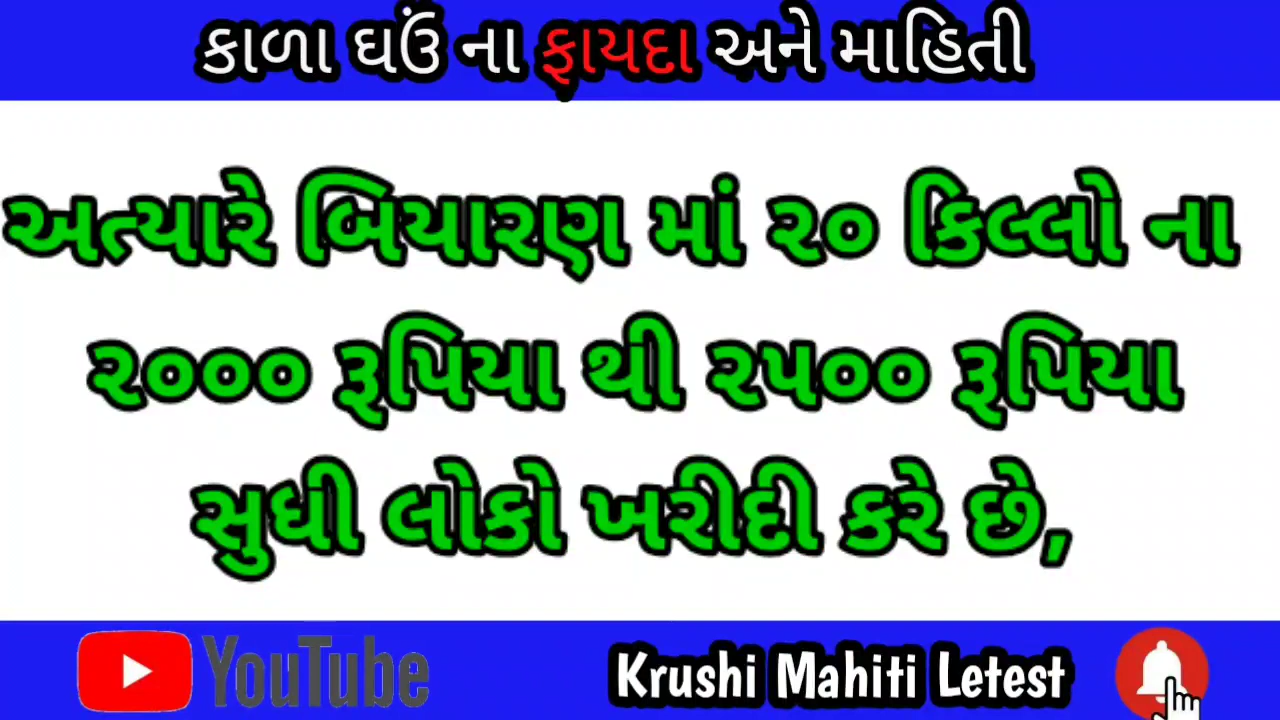 કાળા ઘઉં ના ફાયદા અને માહિતી
અત્યારે બિયારણ માં ૨૦ કિલ્લો ના
૨૦૦૦ રૂપિયા થી ૨૫૦૦ રૂપિયા
સુધી લોકો ખરીદી કરે છે,
YouTube
Krushi Mahiti Letest